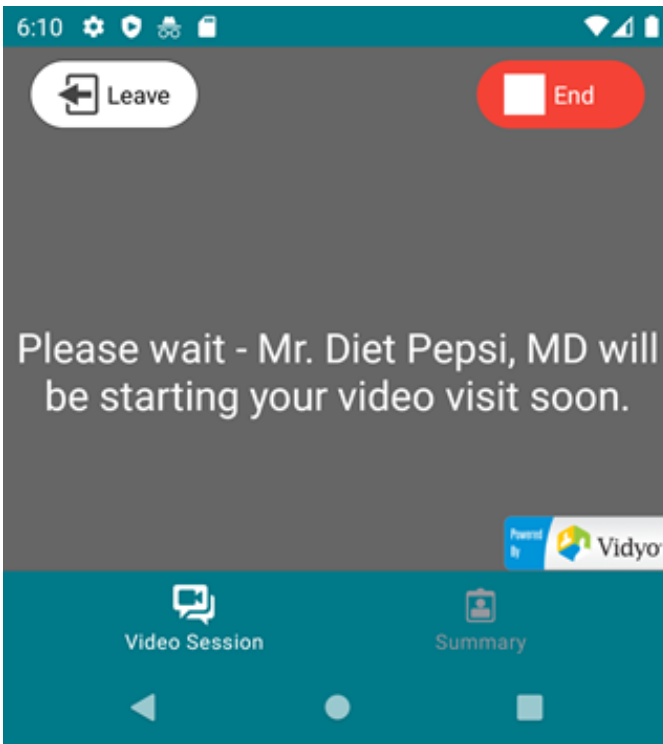 6:10
Leave
End
Please wait - Mr. Diet Pepsi, MD will
be starting your video visit soon.
Powered
By
Vidyo
Video Session
Summary